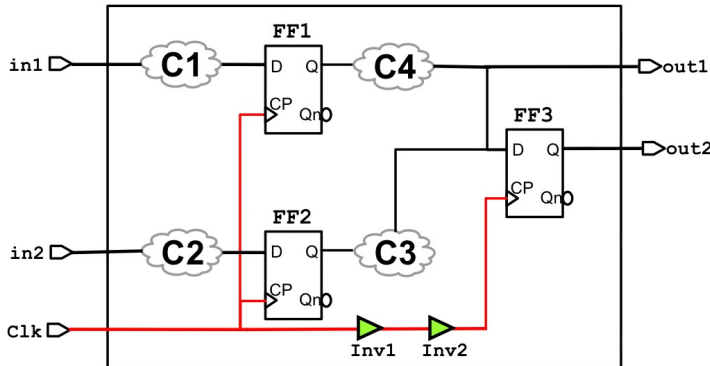 FF1
in1
C1
D
Q
C4
out1
CP
Qn
FF3
D
Q
out2
CP
Qn
FF2
in2
C2
D
Q
C3
CP
Qn
Clk
Inv1
Inv2